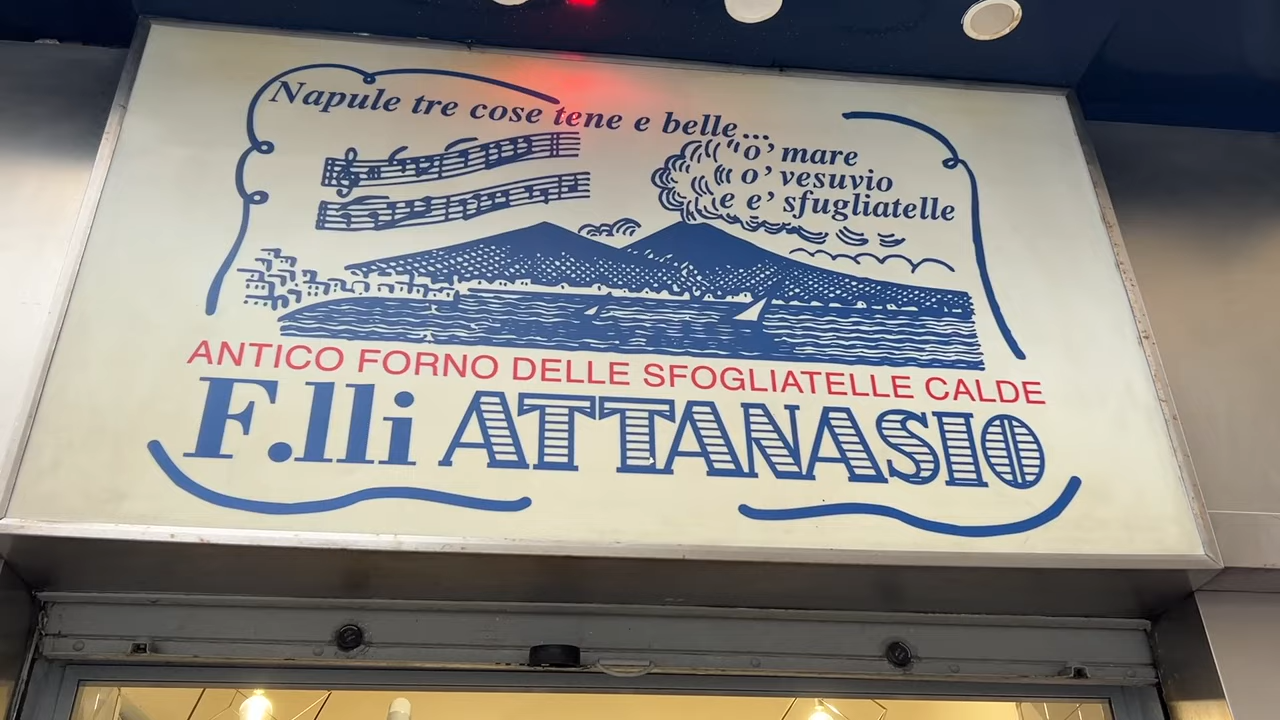 Napule tre cose tene e belle...
"o' mare
o' vesuvio
e e' sfugliatelle
ANTICO FORNO DELLE SFOGLIATELLE CALDE
F.lli ATTANASIO